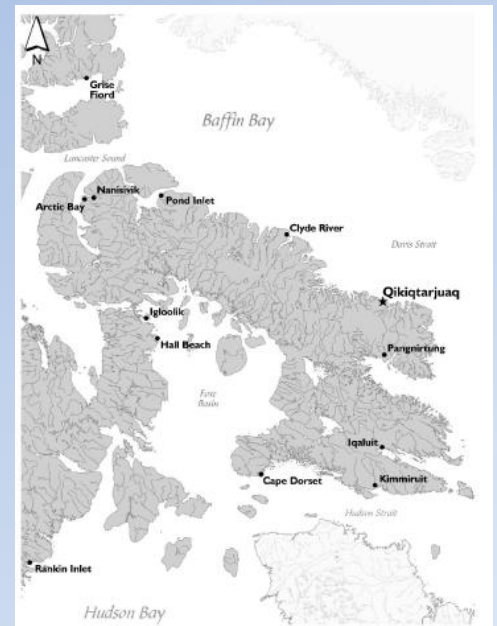 N
Grise
Fiord
Baffin Bay
Lancaster Sound
Nanisivik
Arctic Bay
Pond Inlet
Clyde River
Davis Strait
Qikiqtarjuaq
Igloolik
Hall Beach
Pangnirtung
Foxe
Basin
Iqaluit
Cape Dorset
Kimmiruit
Hudson Strait
Rankin Inlet
Hudson Bay